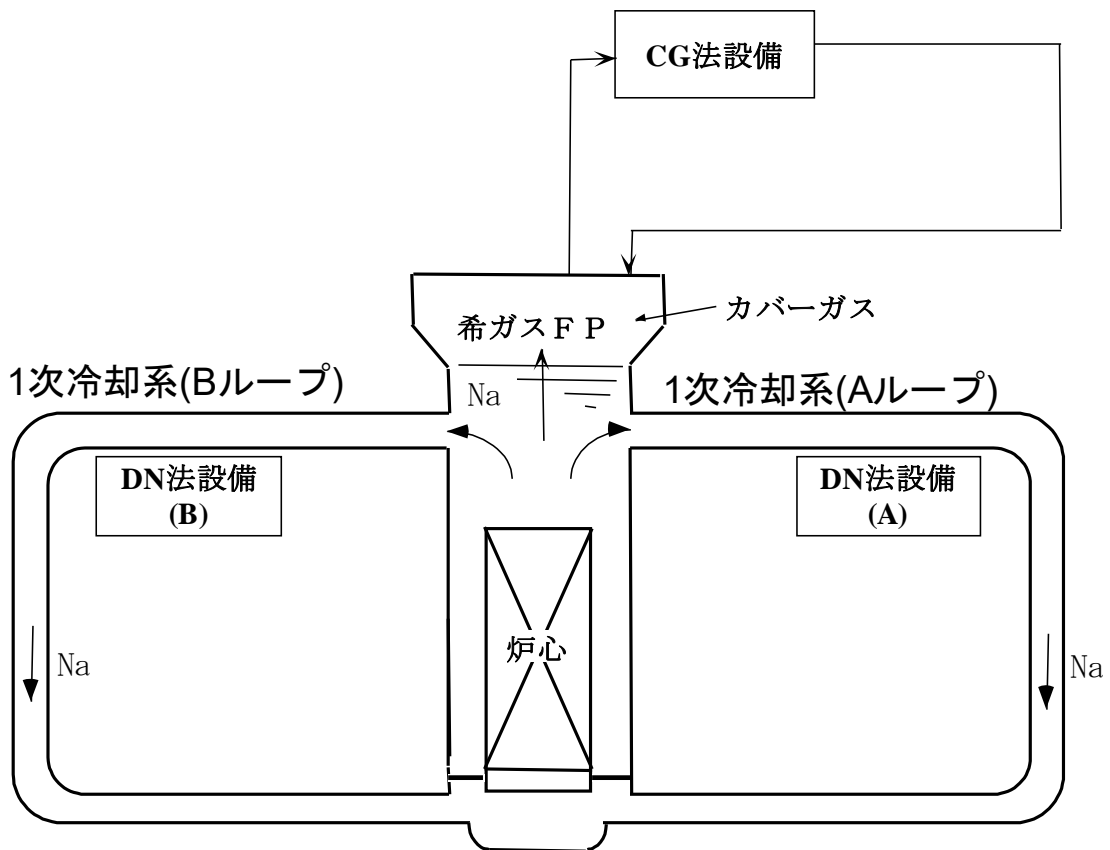 CG法設備
カバーガス
希ガスＦＰ
1次冷却系(Bループ)
Na
1次冷却系(Aループ)
DN法設備
(B)
DN法設備
(A)
炉心
Na
Na